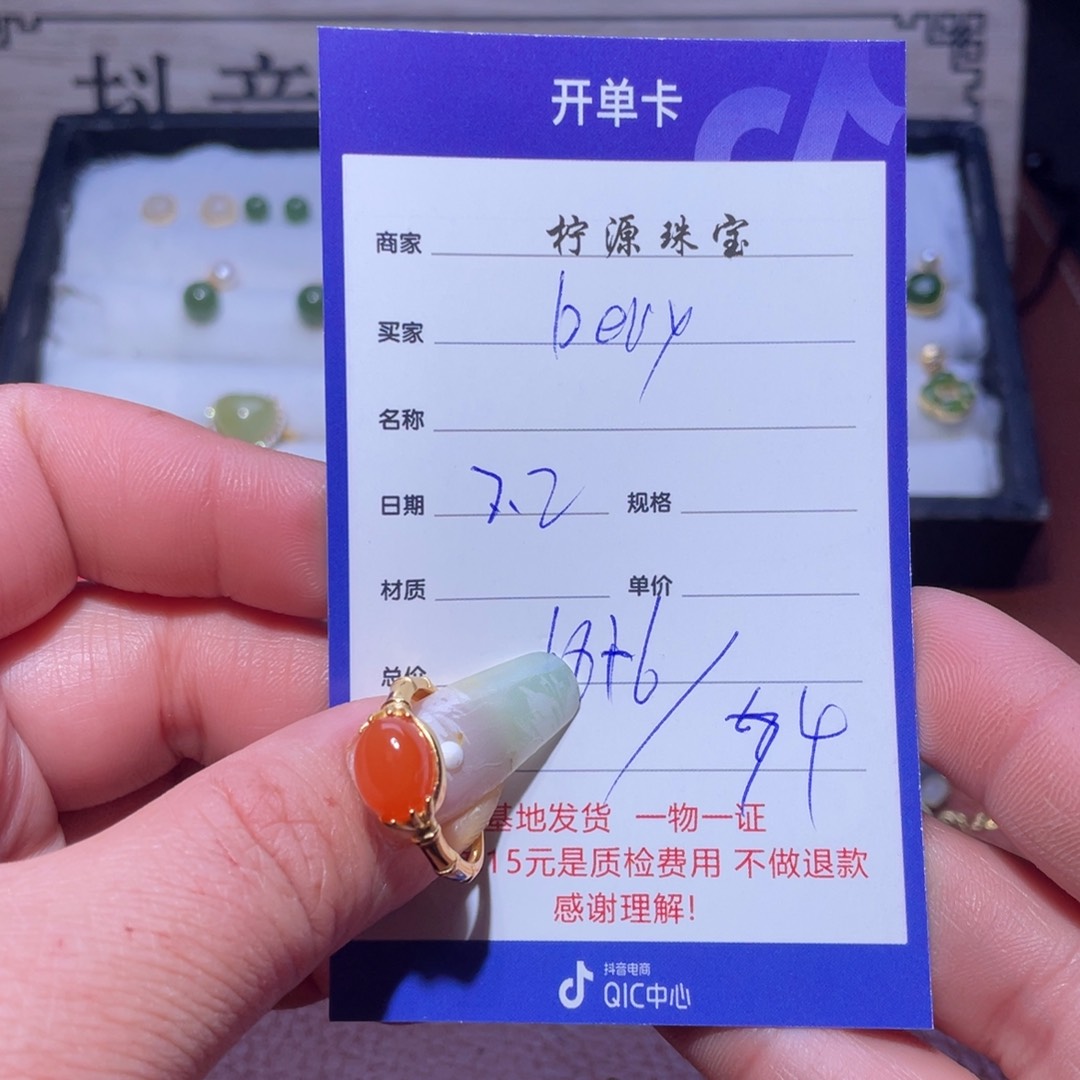 抖音
开单卡
商家 柠源珠宝
买家 bevy
名称
日期 7.2 规格
材质 单价
总价
基地发货 一物一证
15元是质检费用 不做退款
感谢理解!
抖音电商
QIC中心